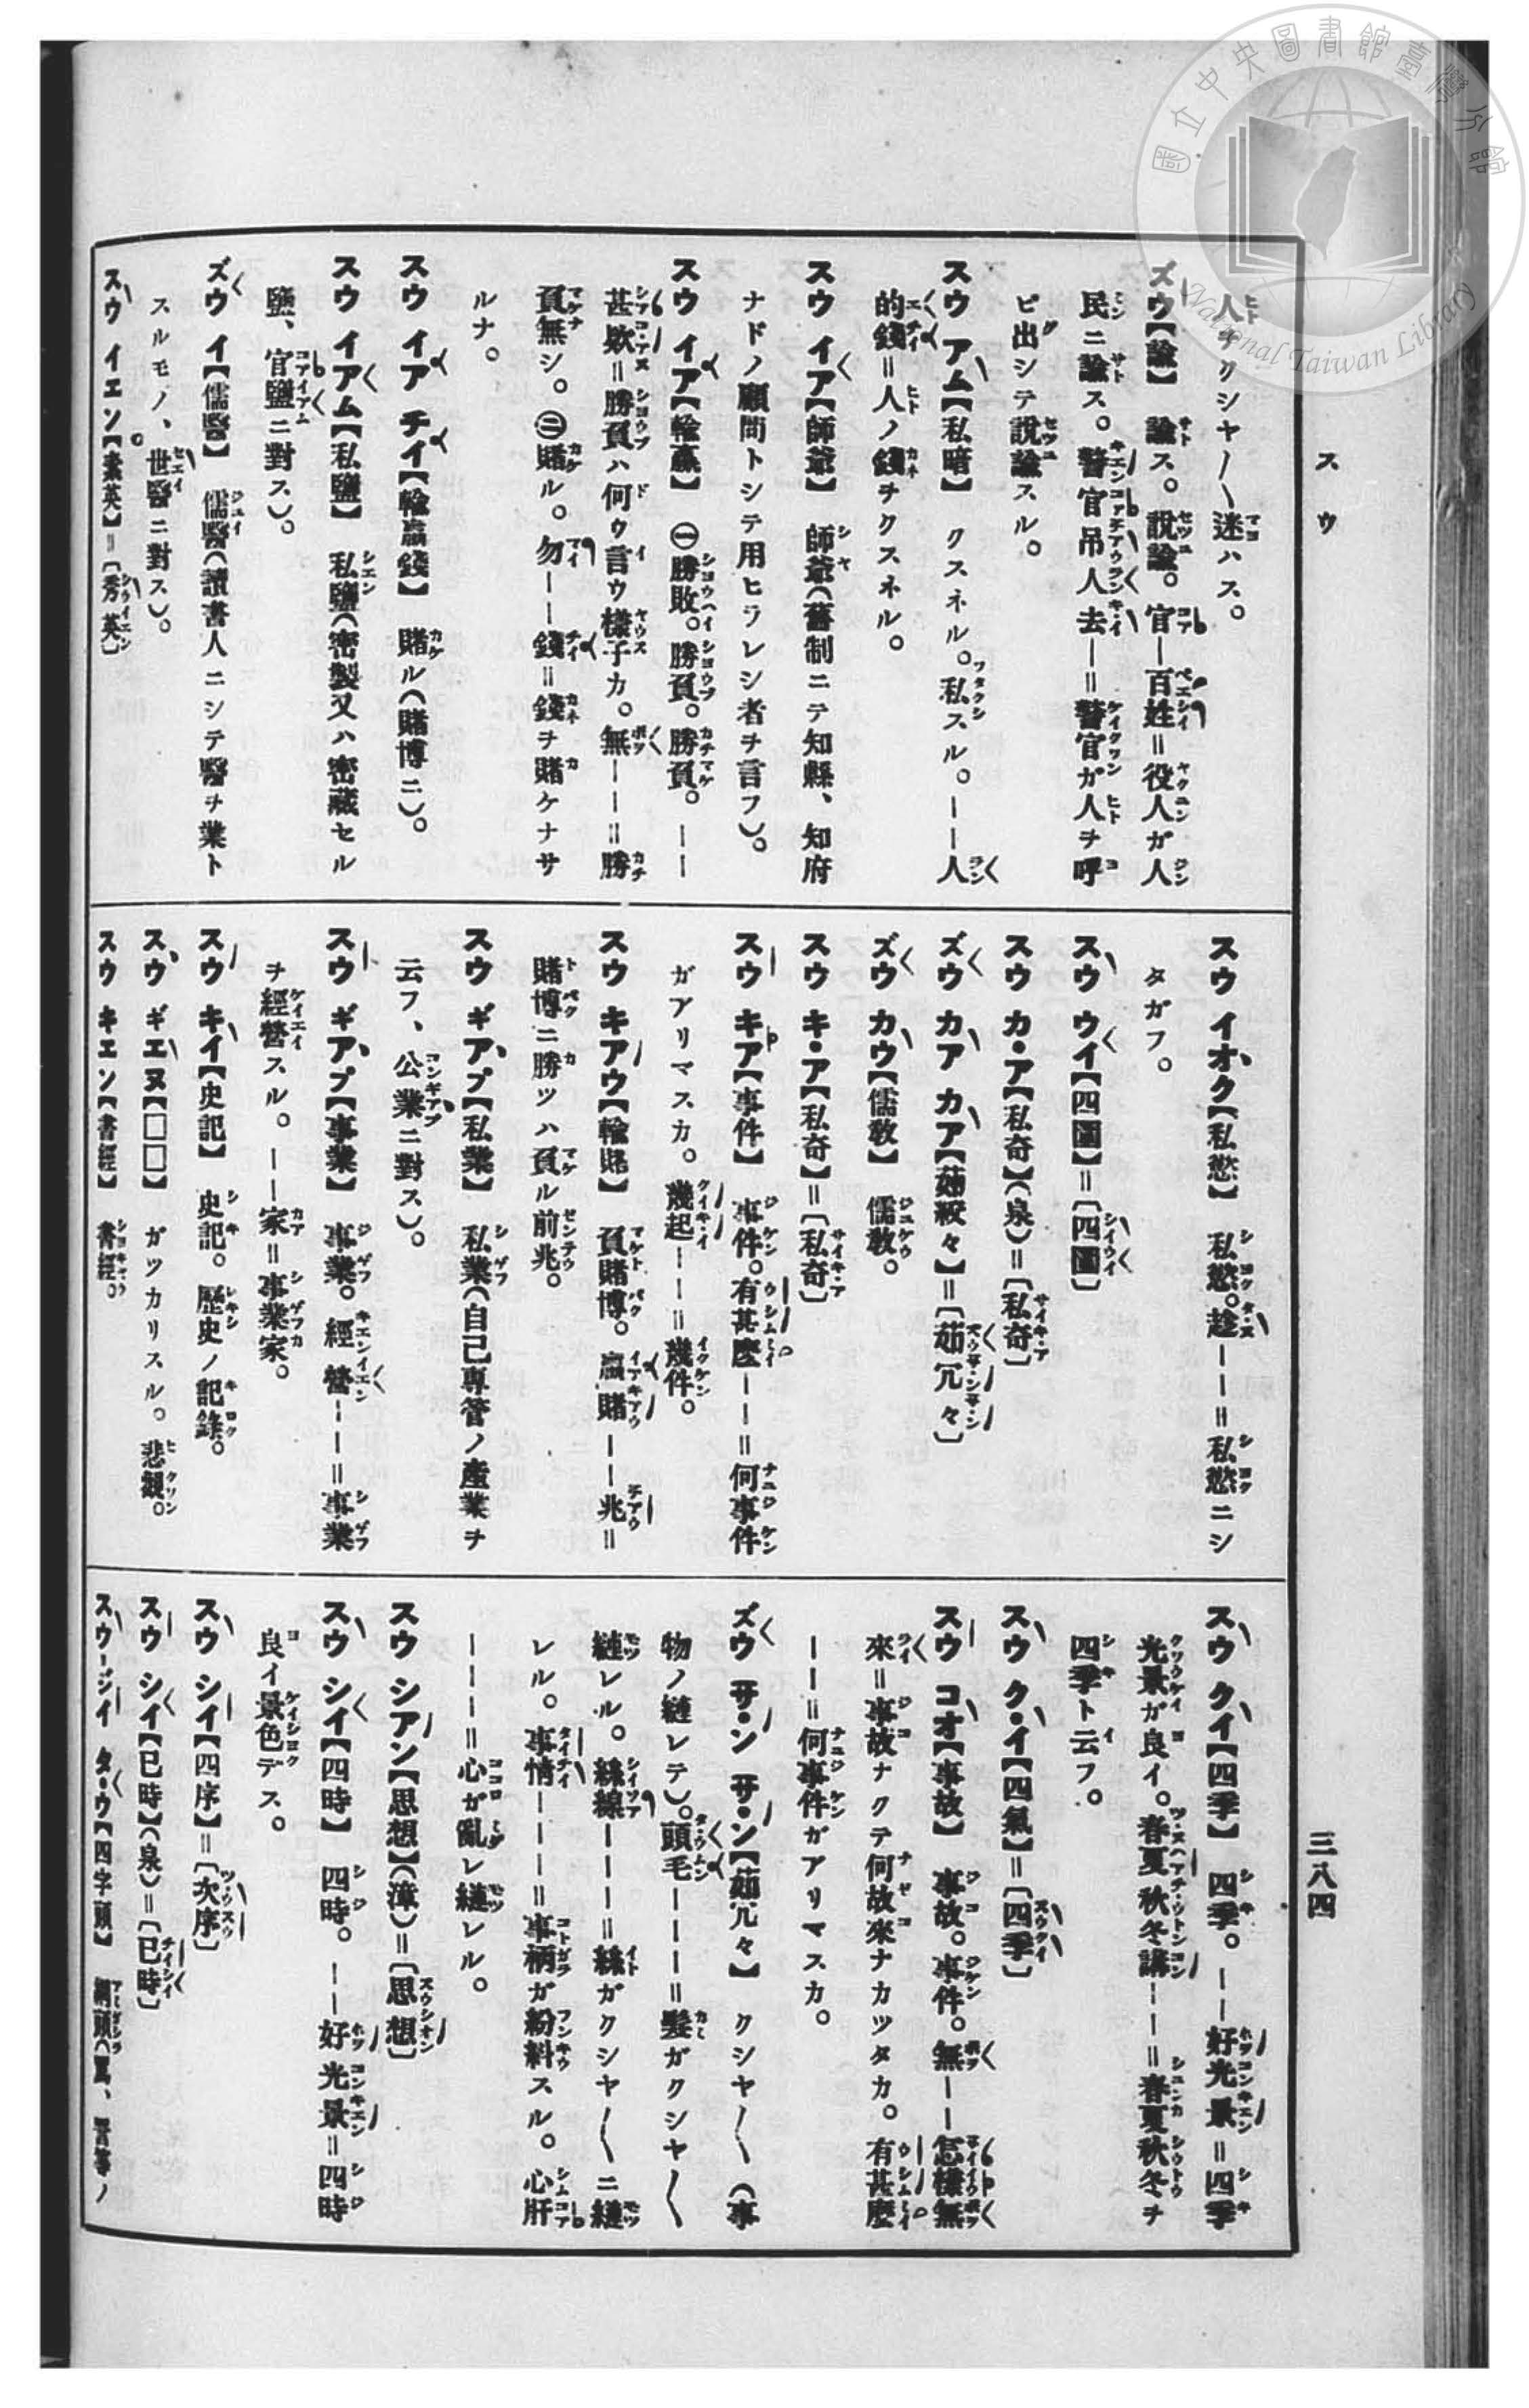 スウ
三八四
人ヲクシヤ〱迷ハス。
ズウ【諭】 諭ス。說諭。官―百姓＝役人ガ人
民ニ諭ス。警官吊人去―＝警官ガ人ヲ呼
ビ出シテ說諭スル。
スウ アム【私暗】 クスネル。私スル。――人
的錢＝人ノ錢ヲクスネル。
スウ イア【師爺】 師爺(舊制ニテ知縣、知府
ナドノ顧問トシテ用ヒラレシ者ヲ言フ)。
スウ イア【輸贏】 ㊀勝敗。勝負。勝負。――
甚款＝勝負ハ何ウ言ウ樣子カ。無――＝勝
負無シ。㊁賭ル。勿――錢＝錢ヲ賭ケナサ
ルナ。
スウ イア チイ【輸贏錢】 賭ル(賭博ニ)。
スウ イアム【私鹽】 私鹽(密製又ハ密藏セル
鹽、官鹽ニ對ス)。
ズウ イ【儒醫】 儒醫(讀書人ニシテ醫ヲ業ト
スルモノ、世醫ニ對ス)。
スウ イエン【素英】＝〔秀英〕
スウ イオク【私慾】 私慾。趁――＝私慾ニシ
タガフ。
スウ ウイ【四圍】＝〔四圍〕
スウ カ・ア【私奇】(泉)＝〔私奇〕
ズウ カア カア【茹絞々】＝〔茹冗々〕
ズウ カウ【儒敎】 儒敎。
スウ キ・ア【私奇】＝〔私奇〕
スウ キア【事件】 事件。有甚麼――＝何事件
ガアリマスカ。幾起――＝幾件。
スウ キアウ【輸賭】 負賭博。贏賭――兆＝
賭博ニ勝ツハ負ル前兆。
スウ ギアプ【私業】 私業(自己專管ノ產業ヲ
云フ、公業ニ對ス)。
スウ ギアプ【事業】 事業。經營――＝事業
ヲ經營スル。――家＝事業家。
スウ キイ【史記】 史記。歷史ノ記錄。
スウ ギエヌ【□□】 ガツカリスル。悲觀。
スウ キエン【書經】 書經。
スウ クイ【四季】 四季。――好光景＝四季
光景ガ良イ。春夏秋冬講――＝春夏秋冬ヲ
四季ト云フ。
スウ ク・イ【四氣】＝〔四季〕
スウ コオ【事故】 事故。事件。無――怎樣無
來＝事故ナクテ何故來ナカツタカ。有甚麼
――＝何事件ガアリマスカ。
ズウ サ・ン サ・ン【茹冗々】 クシヤ〱(事
物ノ縺レテ)。頭毛―――＝髮ガクシヤ〱
縺レル。絲線―――＝絲ガクシヤ〱ニ縺
レル。事情―――＝事柄ガ紛糾スル。心肝
―――＝心ガ亂レ縺レル。
スウ シアン【思想】(漳)＝〔思想〕
スウ シイ【四時】 四時。――好光景＝四時
良イ景色デス。
スウ シイ【四序】＝〔次序〕
スウ シイ【巳時】(泉)＝〔巳時〕
スウ・ジイ タ・ウ【四字頭】 網頭(罵、詈等ノ